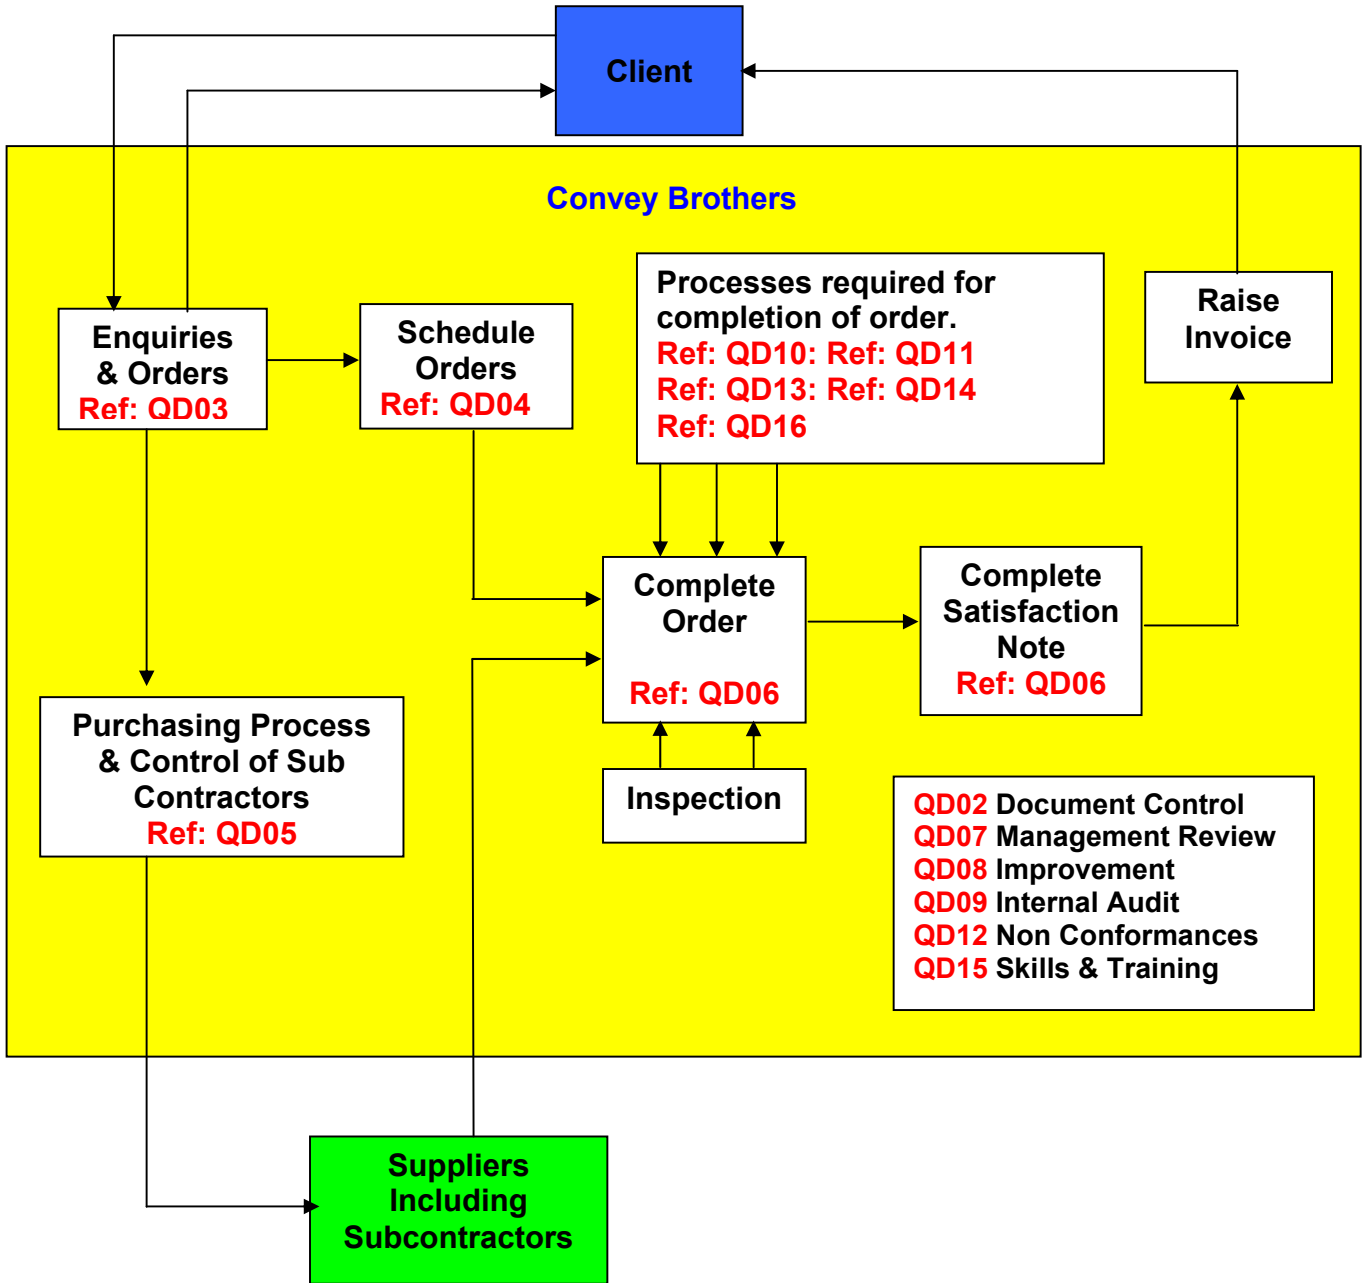 Client
Convey Brothers
Enquiries
& Orders
Ref: QD03
Schedule
Orders
Ref: QD04
Processes required for
completion of order.
Ref: QD10: Ref: QD11
Ref: QD13: Ref: QD14
Ref: QD16
Raise
Invoice
Complete
Order
Ref: QD06
Complete
Satisfaction
Note
Ref: QD06
Purchasing Process
& Control of Sub
Contractors
Ref: QD05
Inspection
QD02 Document Control
QD07 Management Review
QD08 Improvement
QD09 Internal Audit
QD12 Non Conformances
QD15 Skills & Training
Suppliers
Including
Subcontractors